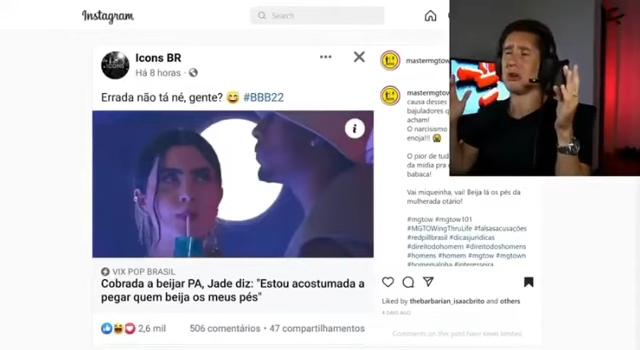 Instagram
Search
Icons BR
Há 8 horas
Errada não tá né, gente? 😅 #BBB22
VIX POP BRASIL
Cobrada a beijar PA, Jade diz: "Estou acostumada a
pegar quem beija os meus pés"
2,6 mil
506 comentários • 47 compartilhamentos
mastermgtow
mastermgtow
causa desses
bajuladores q
acham!
O narcisismo
enoja!!! 😭
O pior de tud
da mídia pra
babaca!
Vai miqueinha, vai! Beija lá os pés da
mulherada otário!
#mgtow #mgtow101
#MGTOWingThruLife #falsasacusações
#redpillbrasil #dicasjuridicas
#direitodohomem #direitodoshomens
#homens #homem #mgtow #mgtown
#homemalpha #interesseira
Liked by thebarbarian_isaacbrito and others
4 DAYS AGO
Comments on this post have been limited.